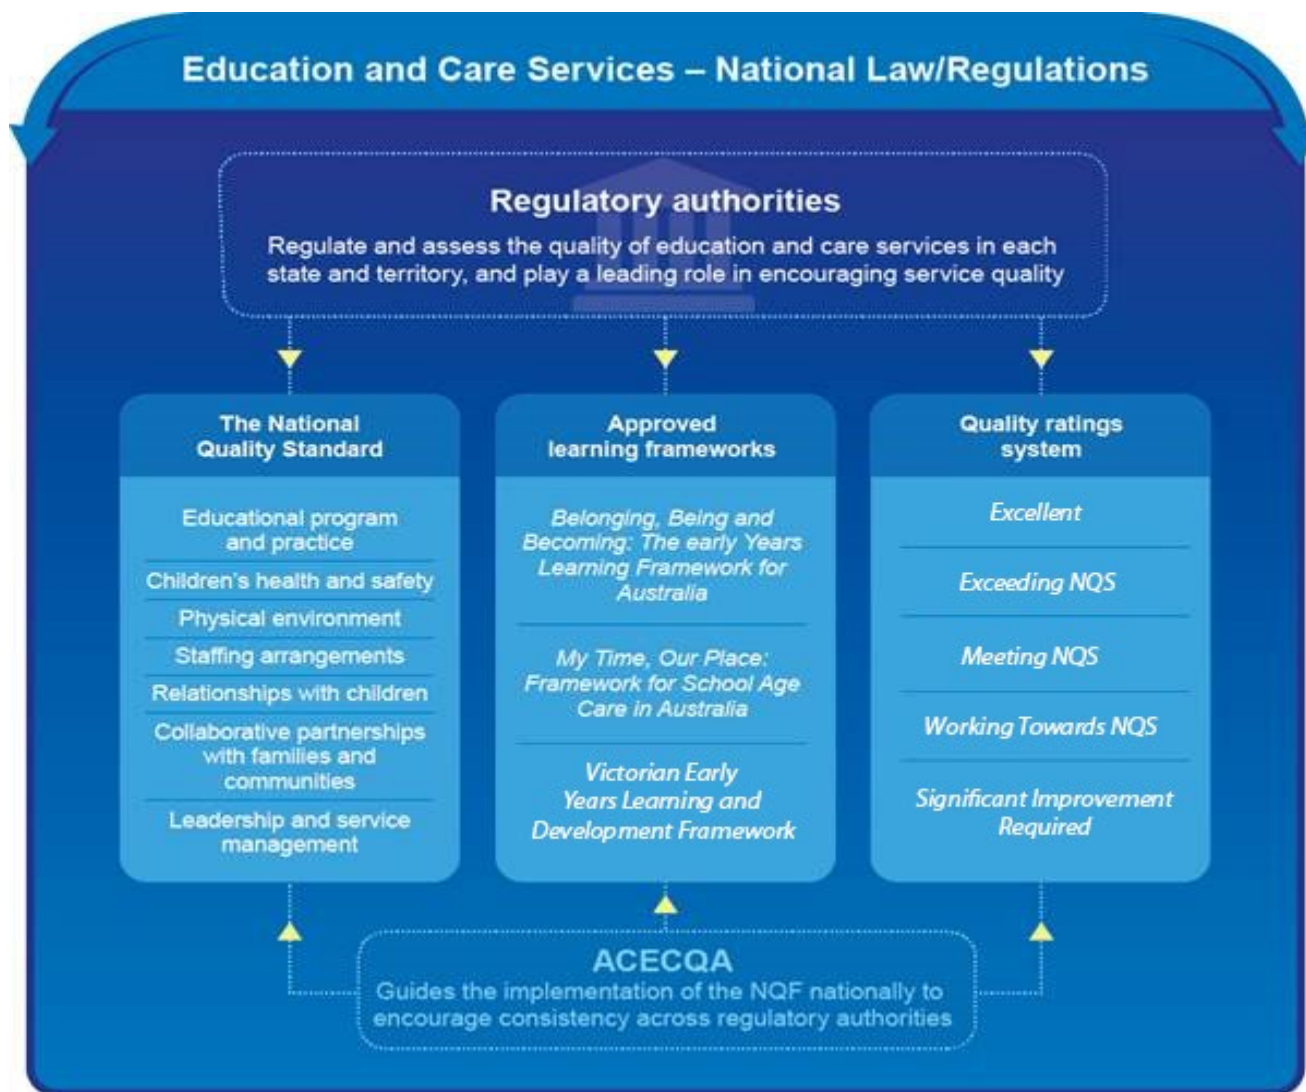 Education and Care Services – National Law/Regulations
Regulatory authorities
Regulate and assess the quality of education and care services in each
state and territory, and play a leading role in encouraging service quality
The National
Quality Standard
Educational program
and practice
Children's health and safety
Physical environment
Staffing arrangements
Relationships with children
Collaborative partnerships
with families and
communities
Leadership and service
management
Approved
learning frameworks
Belonging, Being and
Becoming: The early Years
Learning Framework for
Australia
My Time, Our Place:
Framework for School Age
Care in Australia
Victorian Early
Years Learning and
Development Framework
Quality ratings
system
Excellent
Exceeding NQS
Meeting NQS
Working Towards NQS
Significant Improvement
Required
ACECQA
Guides the implementation of the NQF nationally to
encourage consistency across regulatory authorities